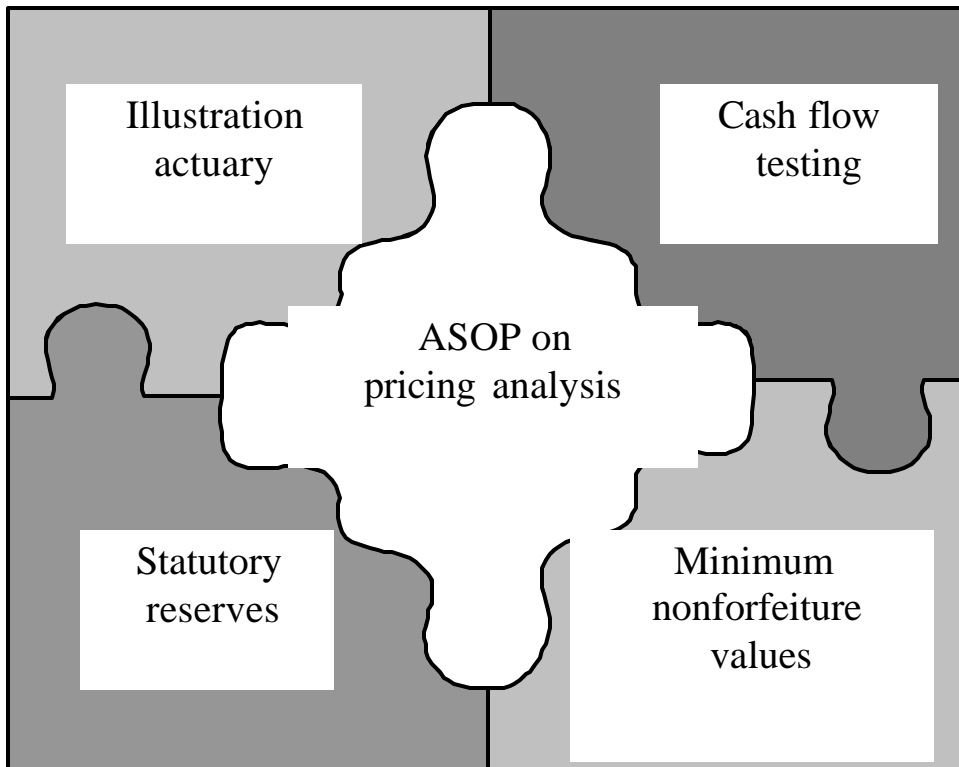 Illustration
actuary
Cash flow
testing
ASOP on
pricing analysis
Statutory
reserves
Minimum
nonforfeiture
values